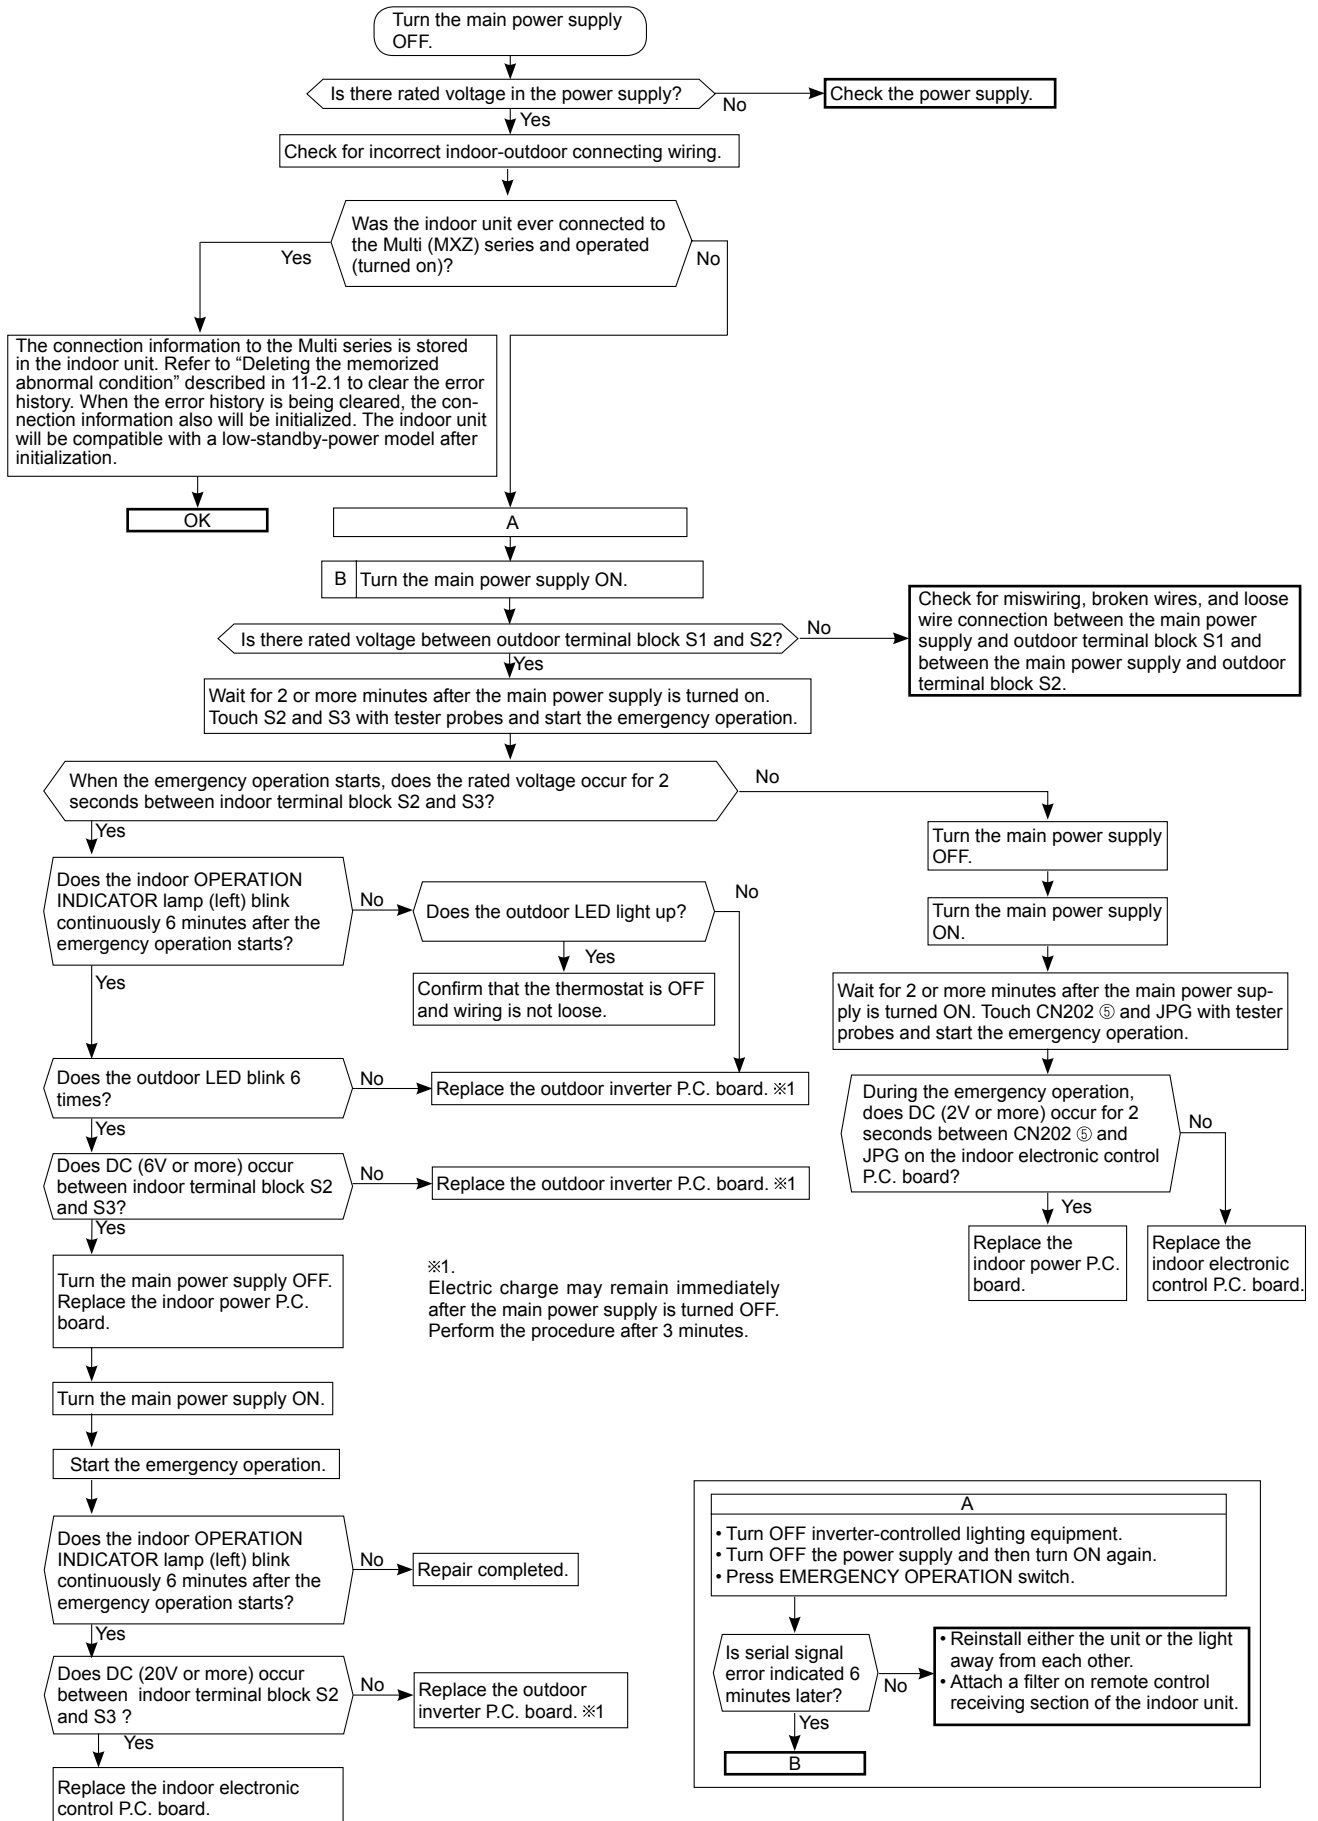 Turn the main power supply
OFF.
Is there rated voltage in the power supply?
No
Check the power supply.
Yes
Check for incorrect indoor-outdoor connecting wiring.
Was the indoor unit ever connected to
the Multi (MXZ) series and operated
(turned on)?
Yes
No
The connection information to the Multi series is stored
in the indoor unit. Refer to “Deleting the memorized
abnormal condition” described in 11-2.1 to clear the error
history. When the error history is being cleared, the con-
nection information also will be initialized. The indoor unit
will be compatible with a low-standby-power model after
initialization.
OK
A
B Turn the main power supply ON.
Is there rated voltage between outdoor terminal block S1 and S2?
No
Check for miswiring, broken wires, and loose
wire connection between the main power
supply and outdoor terminal block S1 and
between the main power supply and outdoor
terminal block S2.
Yes
Wait for 2 or more minutes after the main power supply is turned on.
Touch S2 and S3 with tester probes and start the emergency operation.
When the emergency operation starts, does the rated voltage occur for 2
seconds between indoor terminal block S2 and S3?
No
Yes
Turn the main power supply
OFF.
Turn the main power supply
ON.
Wait for 2 or more minutes after the main power sup-
ply is turned ON. Touch CN202 ⑤ and JPG with tester
probes and start the emergency operation.
During the emergency operation,
does DC (2V or more) occur for 2
seconds between CN202 ⑤ and
JPG on the indoor electronic control
P.C. board?
No
Yes
Replace the
indoor power P.C.
board.
Replace the
indoor electronic
control P.C. board.
Does the indoor OPERATION
INDICATOR lamp (left) blink
continuously 6 minutes after the
emergency operation starts?
No
Does the outdoor LED light up?
No
Yes
Confirm that the thermostat is OFF
and wiring is not loose.
Yes
Does the outdoor LED blink 6
times?
No
Replace the outdoor inverter P.C. board. ※1
Yes
Does DC (6V or more) occur
between indoor terminal block S2
and S3?
No
Replace the outdoor inverter P.C. board. ※1
Yes
Turn the main power supply OFF.
Replace the indoor power P.C.
board.
※1.
Electric charge may remain immediately
after the main power supply is turned OFF.
Perform the procedure after 3 minutes.
Turn the main power supply ON.
Start the emergency operation.
Does the indoor OPERATION
INDICATOR lamp (left) blink
continuously 6 minutes after the
emergency operation starts?
No
Repair completed.
Yes
Does DC (20V or more) occur
between indoor terminal block S2
and S3 ?
No
Replace the outdoor
inverter P.C. board. ※1
Yes
Replace the indoor electronic
control P.C. board.
A
• Turn OFF inverter-controlled lighting equipment.
• Turn OFF the power supply and then turn ON again.
• Press EMERGENCY OPERATION switch.
Is serial signal
error indicated 6
minutes later?
No
• Reinstall either the unit or the light
away from each other.
• Attach a filter on remote control
receiving section of the indoor unit.
Yes
B